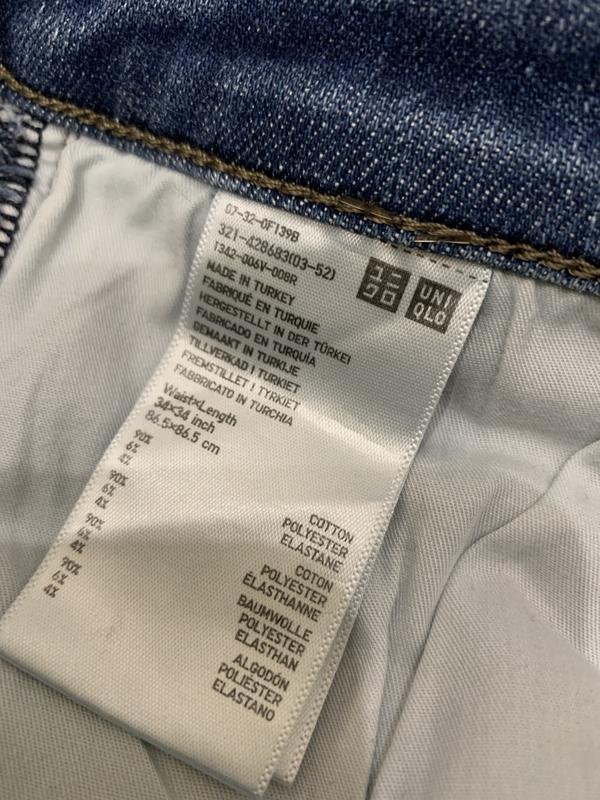 07-32-0F139B
321-428683(03-52)
1342-006V-008R
MADE IN TURKEY
FABRIQUÉ EN TURQUIE
HERGESTELLT IN DER TÜRKEI
FABRICADO EN TURQUÍA
GEMAAKT IN TURKIJE
TILLVERKAD I TURKIET
FREMSTILLET I TYRKIET
FABBRICATO IN TURCHIA
ユニ
クロ
UNI
QLO
Waist×Length
34×34 inch
86.5×86.5 cm
90% COTTON
6% POLYESTER
4% ELASTANE
90% COTON
6% POLYESTER
4% ÉLASTHANNE
90% BAUMWOLLE
6% POLYESTER
4% ELASTHAN
90% ALGODÓN
6% POLIÉSTER
4% ELASTANO